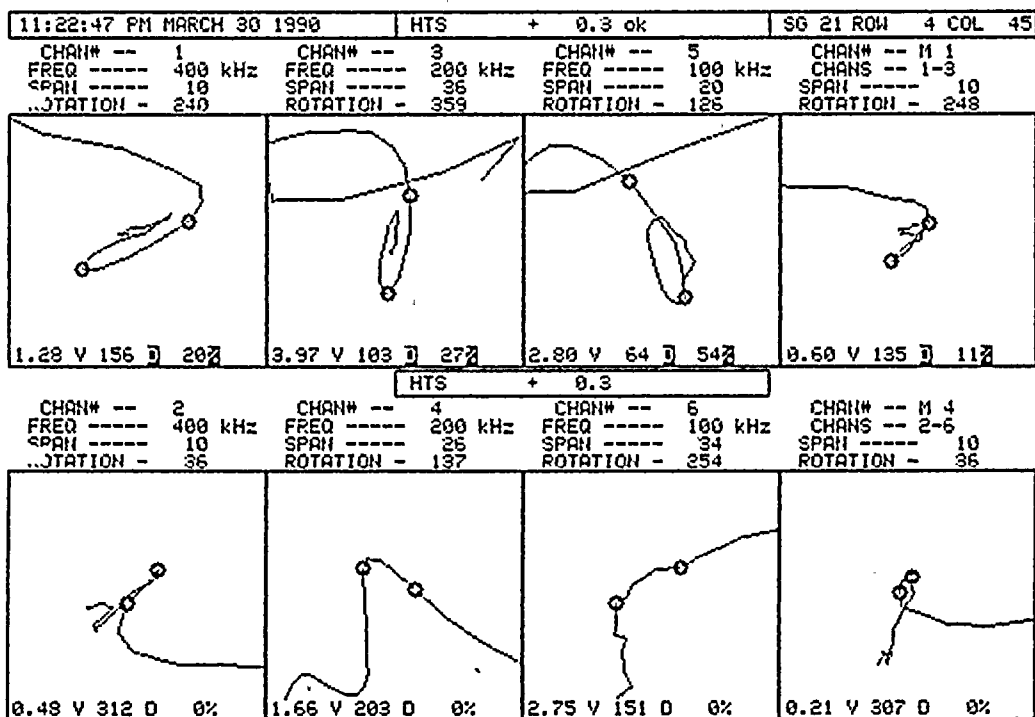 11:22:47 PM MARCH 30 1990 HTS + 0.3 ok SG 21 ROW 4 COL 45
CHAN# -- 1 CHAN# -- 3 CHAN# -- 5 CHAN# -- M 1
FREQ ----- 400 kHz FREQ ----- 200 kHz FREQ ----- 100 kHz CHANS -- 1-3
SPAN ----- 10 SPAN ----- 36 SPAN ----- 20 SPAN ----- 10
..OTATION - 240 ROTATION - 359 ROTATION - 126 ROTATION - 248
1.28 V 156 D 20% 3.97 V 103 D 27% 2.80 V 64 D 54% 0.60 V 135 D 11%
HTS + 0.3
CHAN# -- 2 CHAN# -- 4 CHAN# -- 6 CHAN# -- M 4
FREQ ----- 400 kHz FREQ ----- 200 kHz FREQ ----- 100 kHz CHANS -- 2-6
SPAN ----- 10 SPAN ----- 26 SPAN ----- 34 SPAN ----- 10
..OTATION - 36 ROTATION - 137 ROTATION - 254 ROTATION - 36
0.48 V 312 D 0% 1.66 V 203 D 0% 2.75 V 151 D 0% 0.21 V 307 D 0%